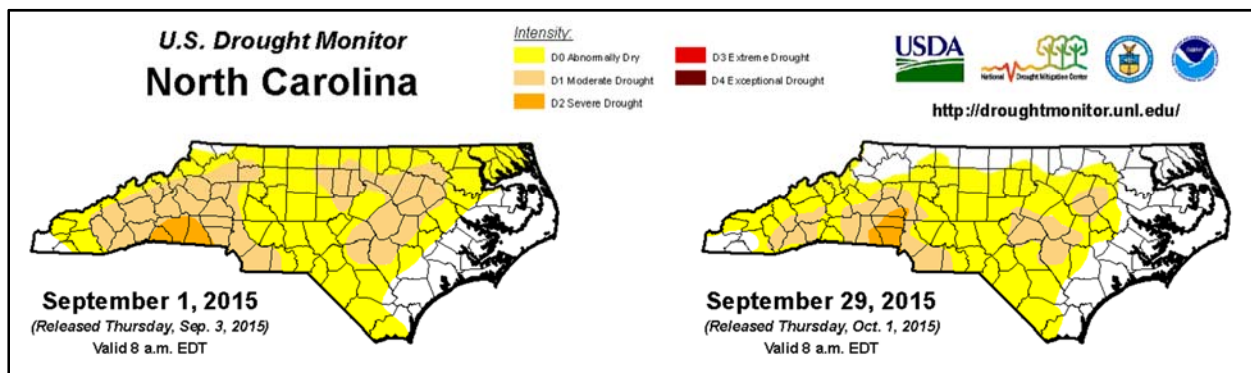 U.S. Drought Monitor
North Carolina
Intensity:
D0 Abnormally Dry
D1 Moderate Drought
D2 Severe Drought
D3 Extreme Drought
D4 Exceptional Drought
USDA
National Drought Mitigation Center
http://droughtmonitor.unl.edu/
September 1, 2015
(Released Thursday, Sep. 3, 2015)
Valid 8 a.m. EDT
September 29, 2015
(Released Thursday, Oct. 1, 2015)
Valid 8 a.m. EDT